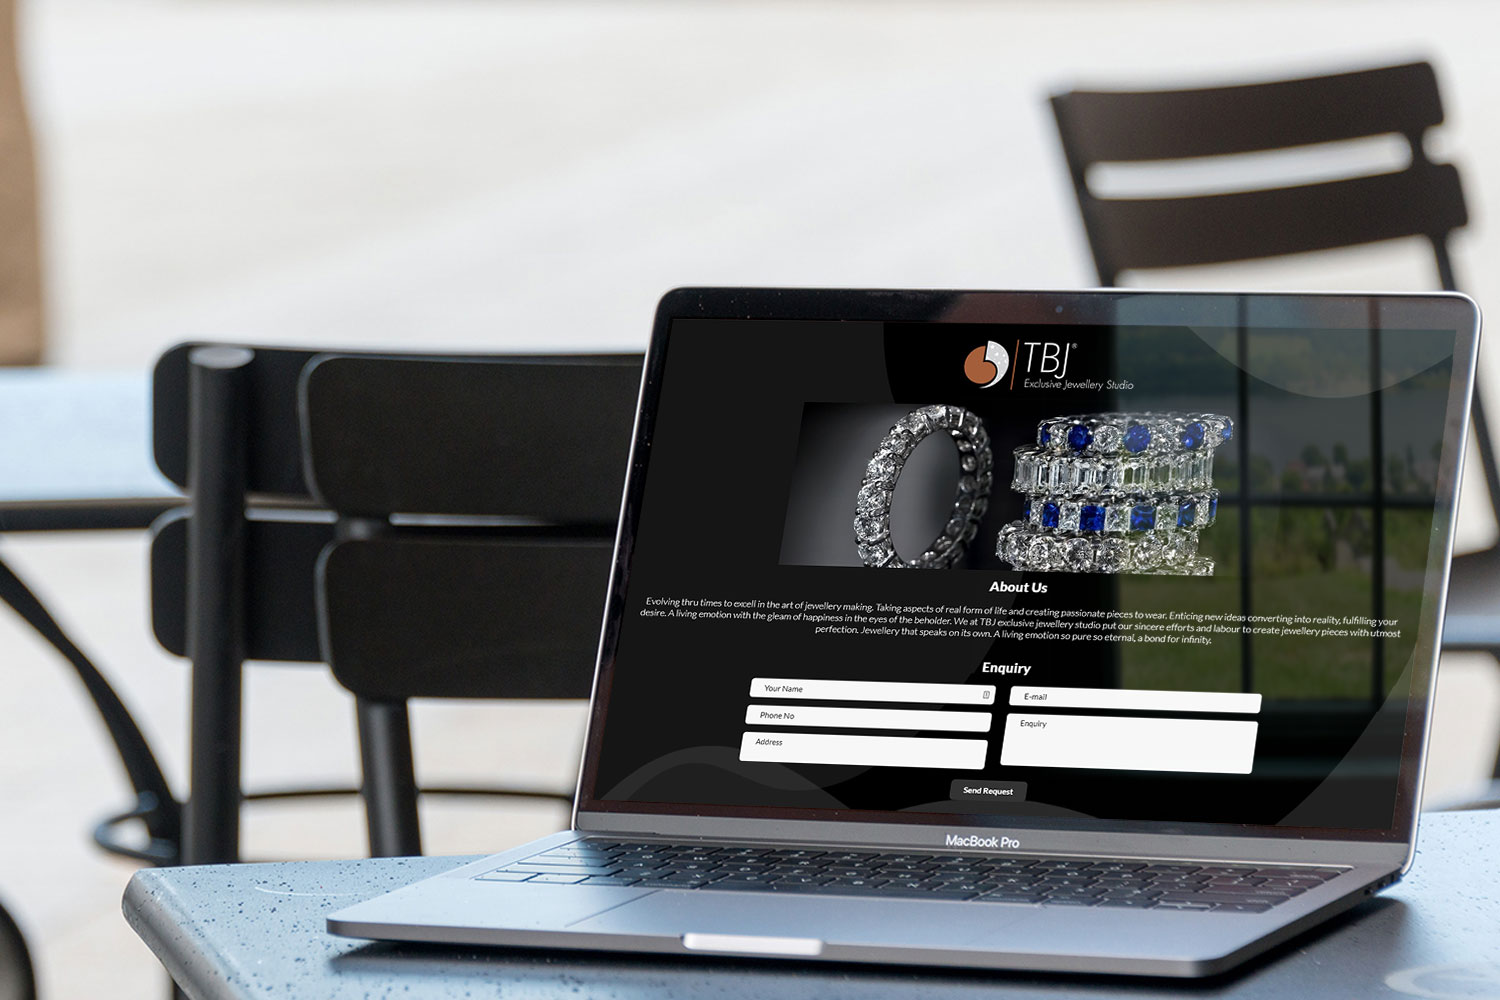 TBJ®
Exclusive Jewellery Studio
About Us
Evolving thru times to excell in the art of jewellery making. Taking aspects of real form of life and creating passionate pieces to wear. Enticing new ideas converting into reality, fulfilling your
desire. A living emotion with the gleam of happiness in the eyes of the beholder. We at TBJ exclusive jewellery studio put our sincere efforts and labour to create jewellery pieces with utmost
perfection. Jewellery that speaks on its own. A living emotion so pure so eternal, a bond for infinity.
Enquiry
Your Name
E-mail
Phone No
Enquiry
Address
Send Request
MacBook Pro